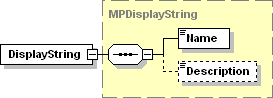 MPDisplayString
DisplayString
Name
Description